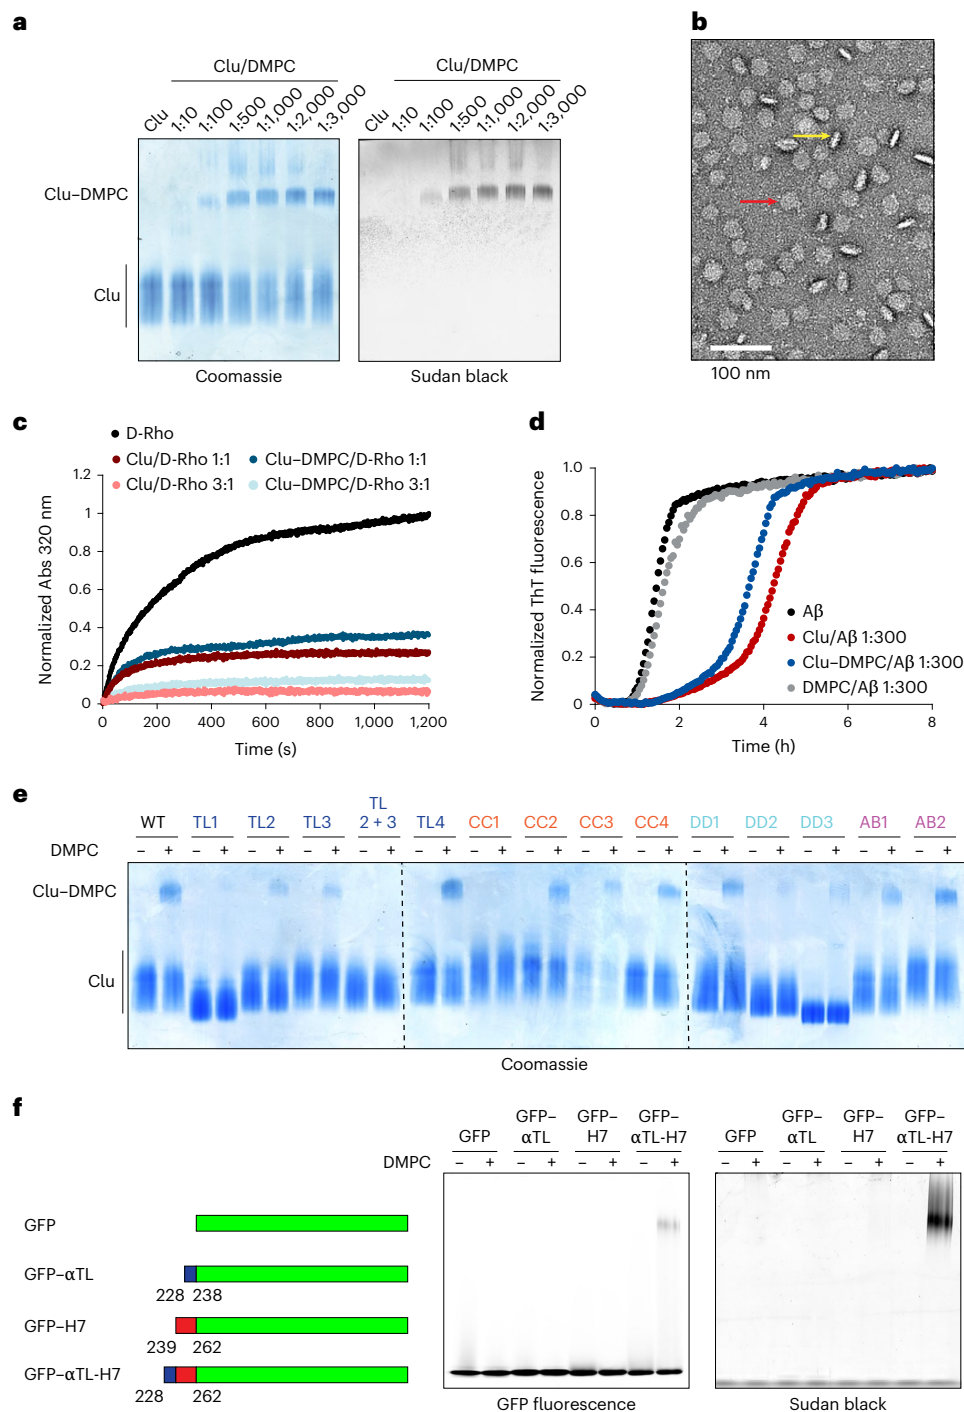 a
Clu/DMPC
Clu 1:10 1:100 1:500 1:1,000 1:2,000 1:3,000
Clu–DMPC
Clu
Coomassie
Clu/DMPC
Clu 1:10 1:100 1:500 1:1,000 1:2,000 1:3,000
Sudan black
b
100 nm
c
D-Rho
Clu/D-Rho 1:1
Clu–DMPC/D-Rho 1:1
Clu/D-Rho 3:1
Clu–DMPC/D-Rho 3:1
Normalized Abs 320 nm
1.2
1
0.8
0.6
0.4
0.2
0
0 200 400 600 800 1,000 1,200
Time (s)
d
Normalized ThT fluorescence
1.0
0.8
0.6
0.4
0.2
0
Aβ
Clu/Aβ 1:300
Clu–DMPC/Aβ 1:300
DMPC/Aβ 1:300
0 2 4 6 8
Time (h)
e
WT TL1 TL2 TL3 TL 2 + 3 TL4 CC1 CC2 CC3 CC4 DD1 DD2 DD3 AB1 AB2
DMPC – + – + – + – + – + – + – + – + – + – + – + – + – + – + – +
Clu–DMPC
Clu
Coomassie
f
GFP
GFP–αTL
228 238
GFP–H7
239 262
GFP–αTL-H7
228 262
GFP GFP–αTL GFP–H7 GFP–αTL-H7
DMPC – + – + – + – +
GFP fluorescence
GFP GFP–αTL GFP–H7 GFP–αTL-H7
– + – + – + – +
Sudan black